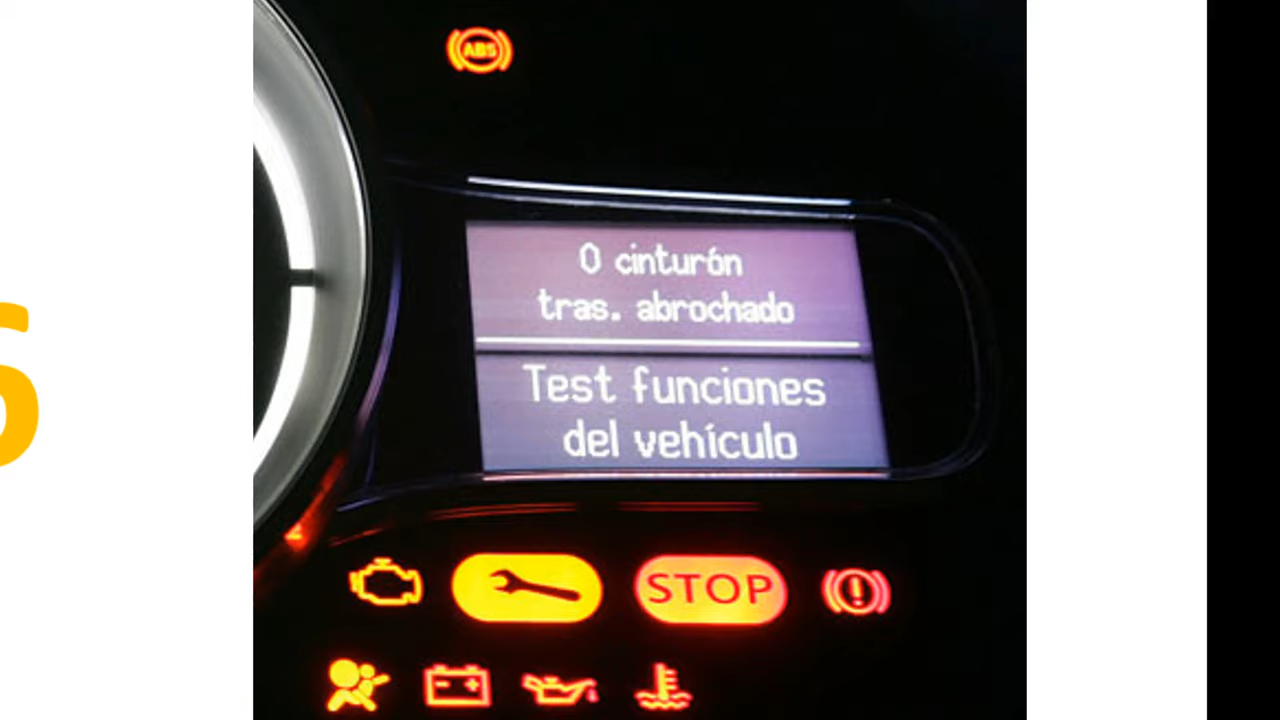 ABS
0 cinturón
tras. abrochado
Test funciones
del vehículo
STOP